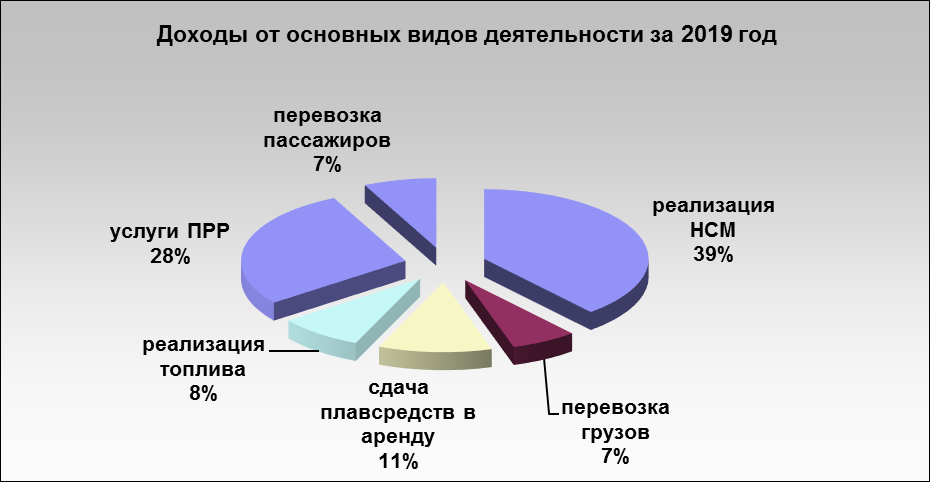 Доходы от основных видов деятельности за 2019 год
перевозка
пассажиров
7%
реализация
НСМ
39%
услуги ПРР
28%
реализация
топлива
8%
сдача
плавсредств в
аренду
11%
перевозка
грузов
7%